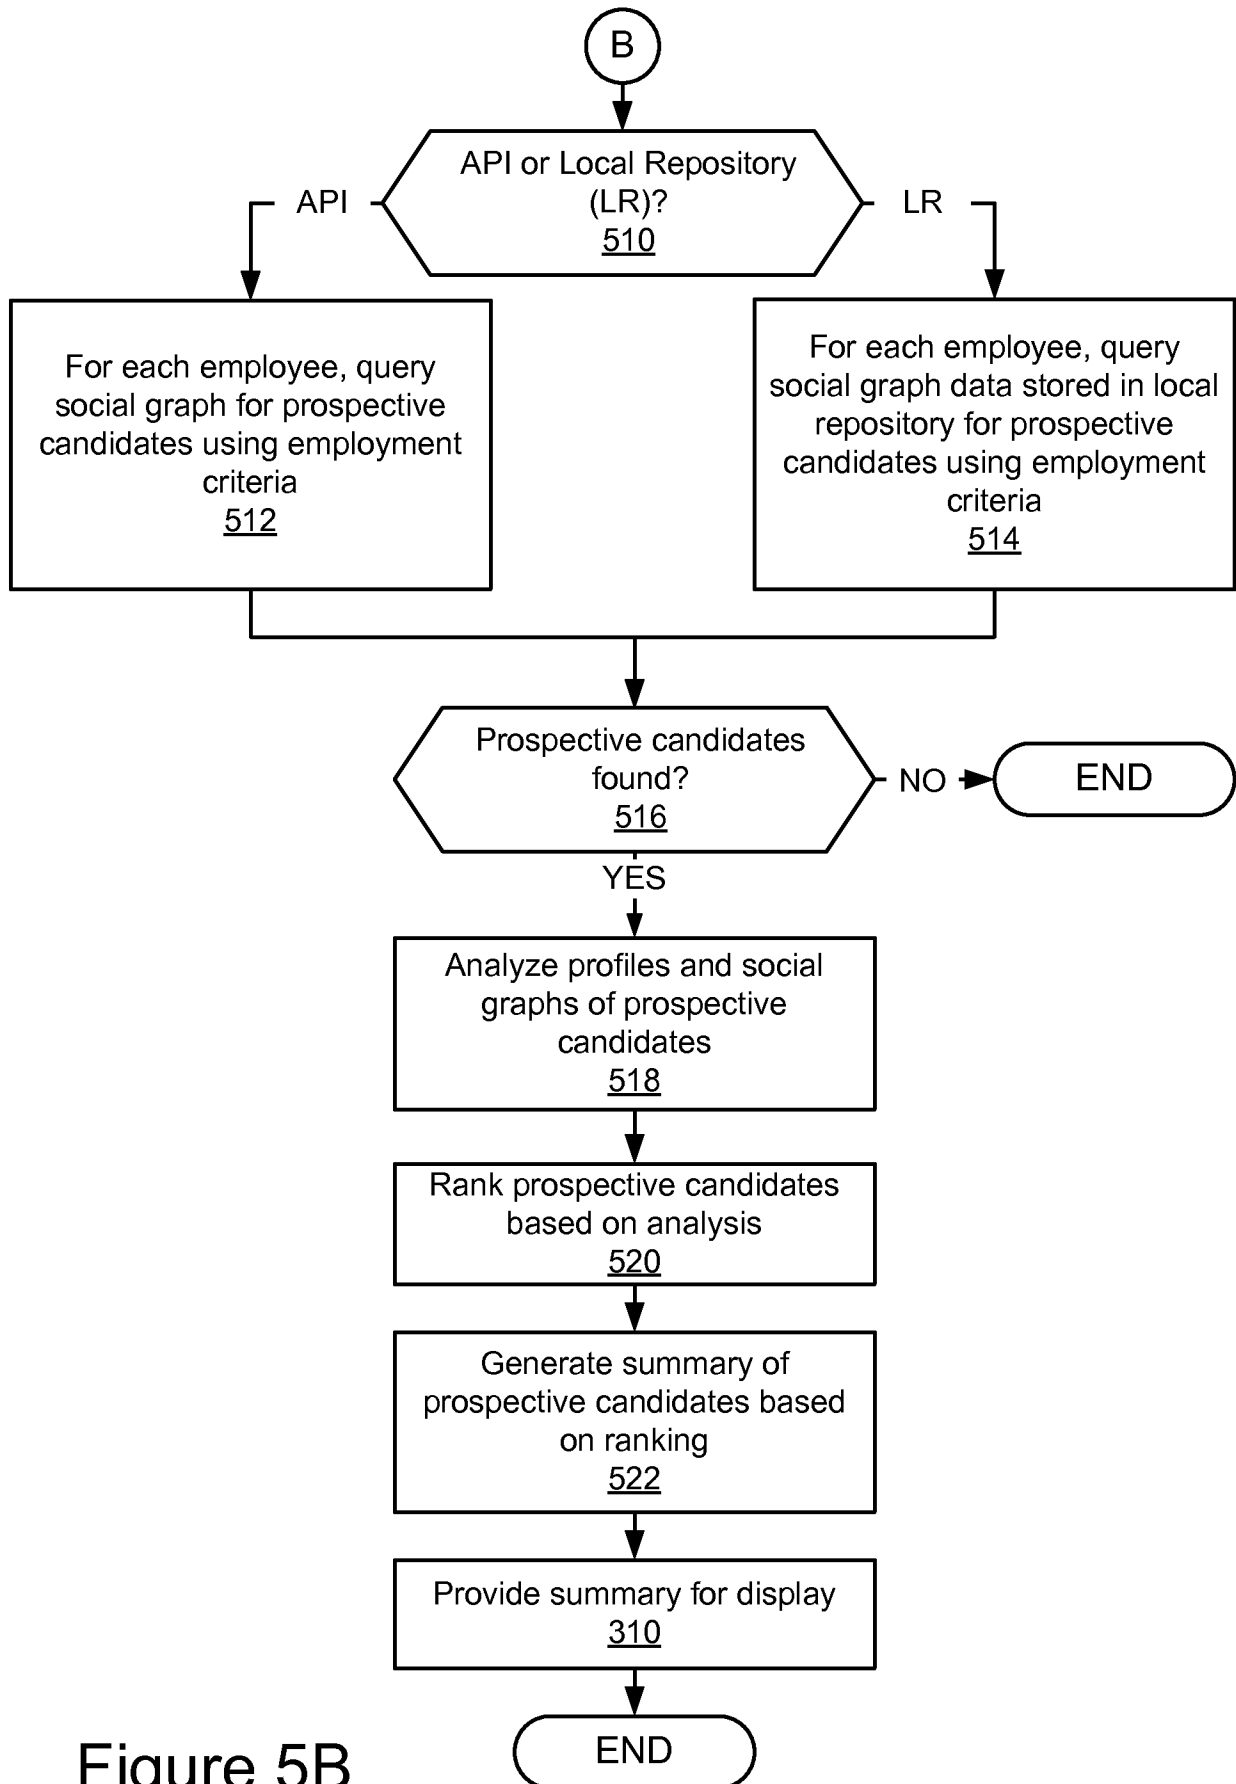 B
API or Local Repository
(LR)?
510
API
LR
For each employee, query
social graph for prospective
candidates using employment
criteria
512
For each employee, query
social graph data stored in local
repository for prospective
candidates using employment
criteria
514
Prospective candidates
found?
516
NO
END
YES
Analyze profiles and social
graphs of prospective
candidates
518
Rank prospective candidates
based on analysis
520
Generate summary of
prospective candidates based
on ranking
522
Provide summary for display
310
END
Figure 5B